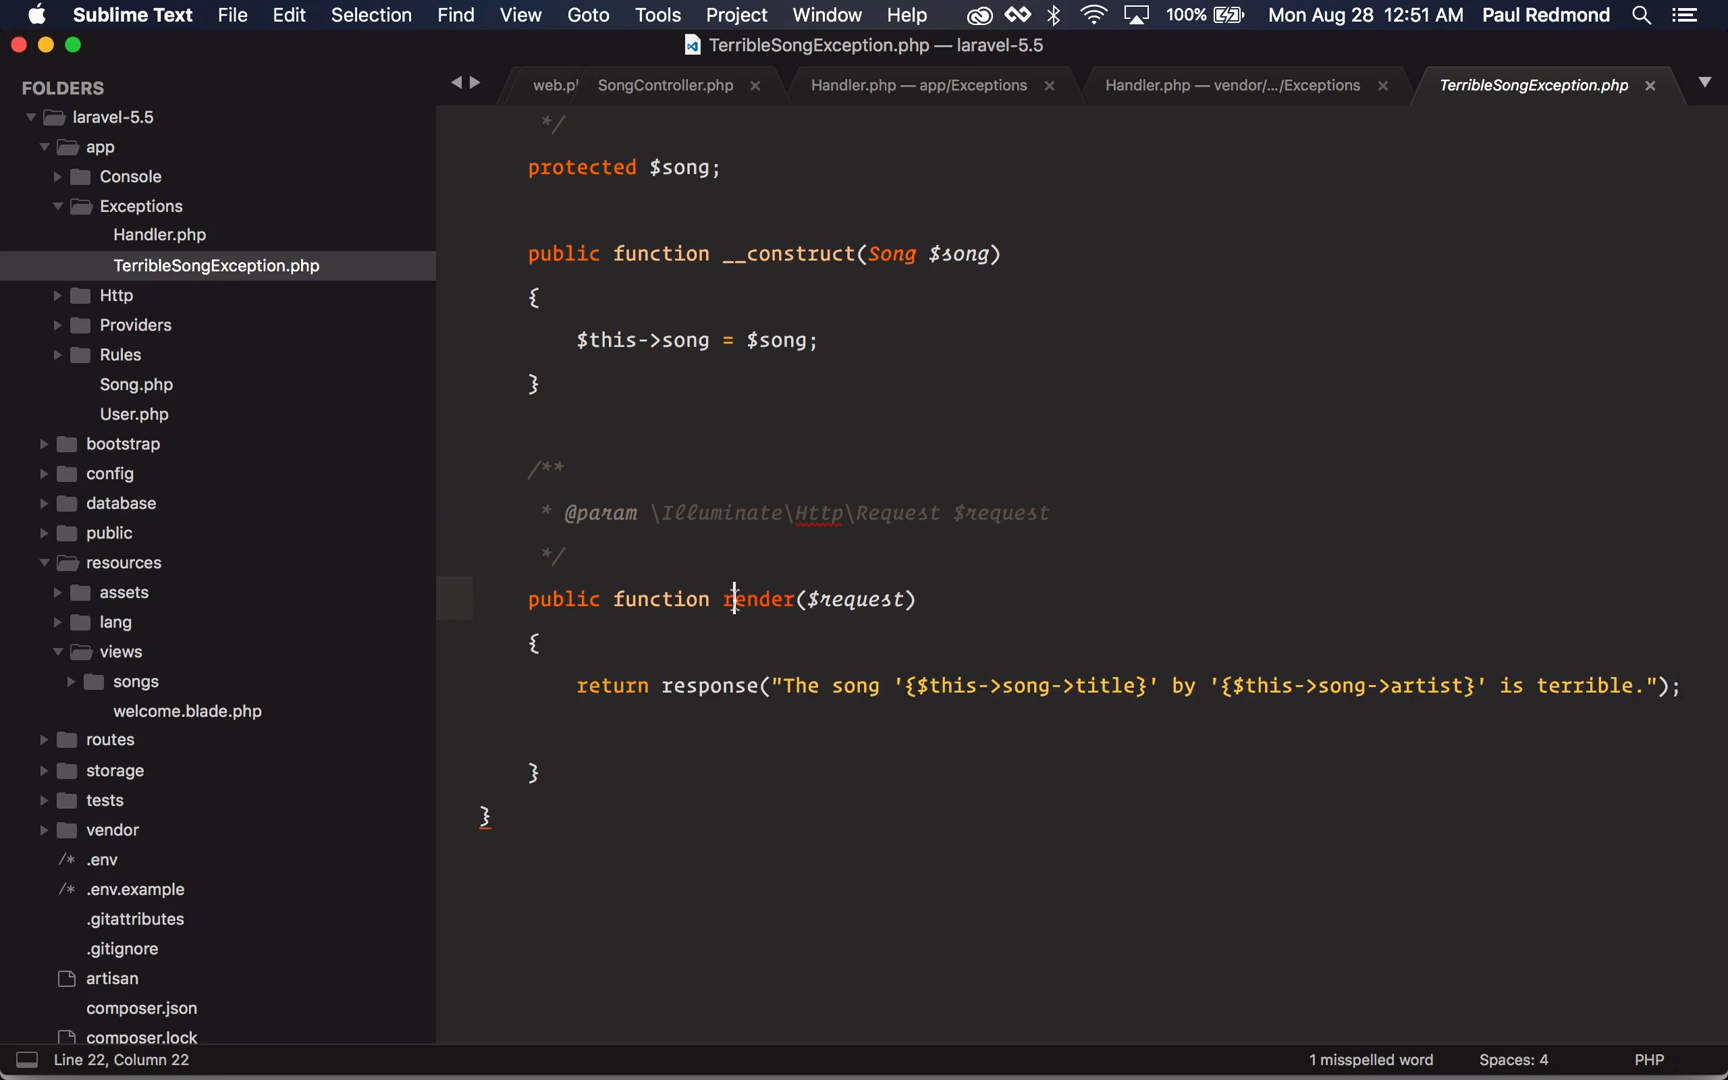 Sublime Text File Edit Selection Find View Goto Tools Project Window Help 100% Mon Aug 28 12:51 AM Paul Redmond
TerribleSongException.php — laravel-5.5
FOLDERS
laravel-5.5
app
Console
Exceptions
Handler.php
TerribleSongException.php
Http
Providers
Rules
Song.php
User.php
bootstrap
config
database
public
resources
assets
lang
views
songs
welcome.blade.php
routes
storage
tests
vendor
/* .env
/* .env.example
.gitattributes
.gitignore
artisan
composer.json
composer.lock
web.p SongController.php Handler.php — app/Exceptions Handler.php — vendor/.../Exceptions TerribleSongException.php
*/
protected $song;
public function __construct(Song $song)
{
$this->song = $song;
}
/**
* @param \Illuminate\Http\Request $request
*/
public function render($request)
{
return response("The song '{$this->song->title}' by '{$this->song->artist}' is terrible.");
}
}
Line 22, Column 22 1 misspelled word Spaces: 4 PHP